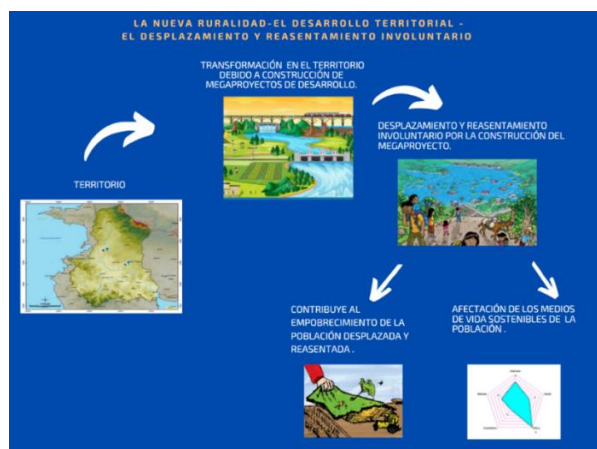 LA NUEVA RURALIDAD-EL DESARROLLO TERRITORIAL -
EL DESPLAZAMIENTO Y REASENTAMIENTO INVOLUNTARIO
TRANSFORMACIÓN EN EL TERRITORIO
DEBIDO A CONSTRUCCIÓN DE
MEGAPROYECTOS DE DESARROLLO.
DESPLAZAMIENTO Y REASENTAMIENTO
INVOLUNTARIO POR LA CONSTRUCCIÓN DEL
MEGAPROYECTO.
TERRITORIO
CONTRIBUYE AL
EMPOBRECIMIENTO DE LA
POBLACIÓN DESPLAZADA Y
REASENTADA .
AFECTACIÓN DE LOS MEDIOS
DE VIDA SOSTENIBLES DE LA
POBLACIÓN .